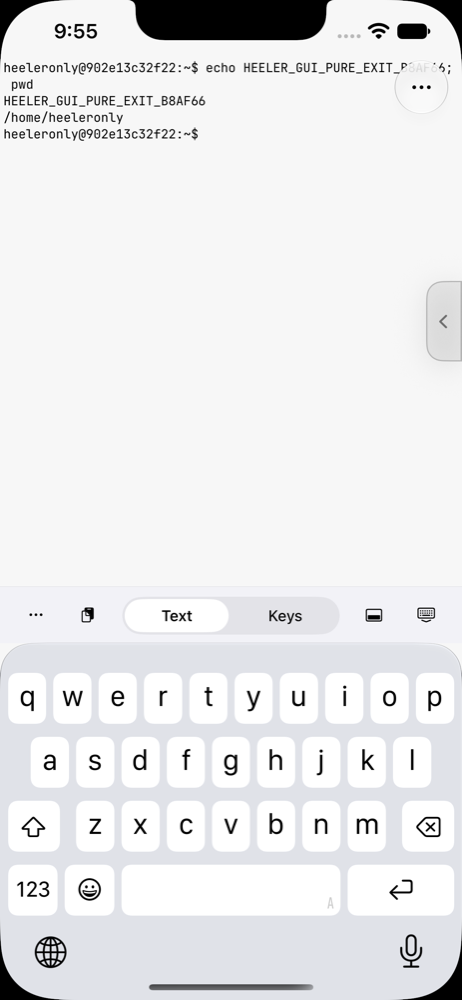 9:55
heeleronly@902e13c32f22:~$ echo HEELER_GUI_PURE_EXIT_B8AF66;
pwd
HEELER_GUI_PURE_EXIT_B8AF66
/home/heeleronly
heeleronly@902e13c32f22:~$
Text Keys
q w e r t y u i o p
a s d f g h j k l
z x c v b n m
123
A